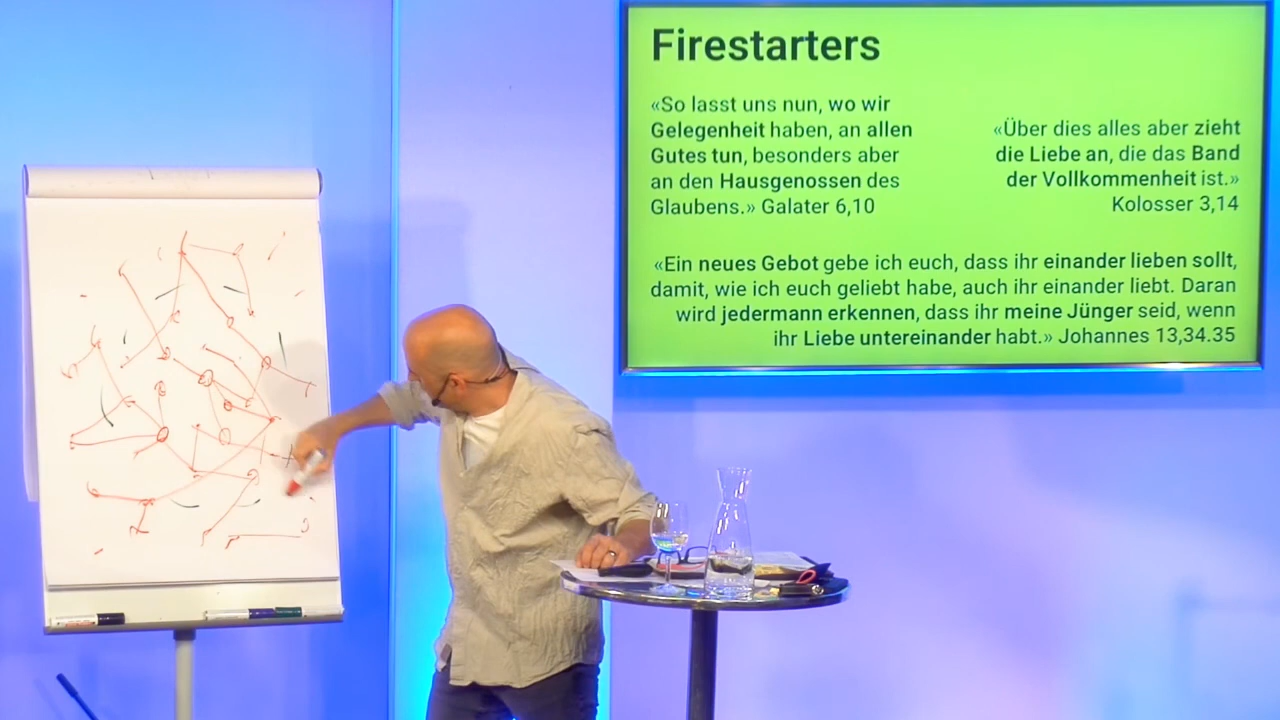 Firestarters
«So lasst uns nun, wo wir
Gelegenheit haben, an allen
Gutes tun, besonders aber
an den Hausgenossen des
Glaubens.» Galater 6,10
«Über dies alles aber zieht
die Liebe an, die das Band
der Vollkommenheit ist.»
Kolosser 3,14
«Ein neues Gebot gebe ich euch, dass ihr einander lieben sollt,
damit, wie ich euch geliebt habe, auch ihr einander liebt. Daran
wird jedermann erkennen, dass ihr meine Jünger seid, wenn
ihr Liebe untereinander habt.» Johannes 13,34.35